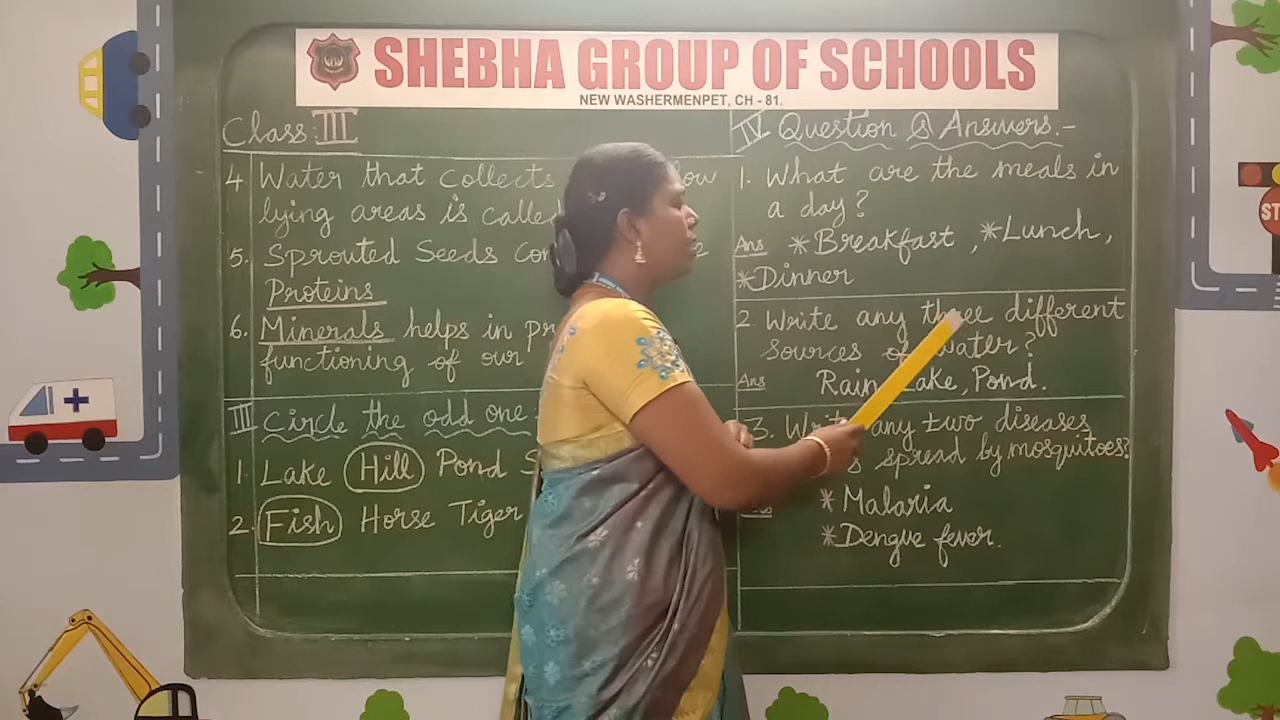 SHEBHA GROUP OF SCHOOLS
NEW WASHERMENPET, CH - 81.
Class: III
4 Water that collects
lying areas is called
5. Sprouted Seeds
Proteins
6. Minerals helps in
functioning of our
III Circle the odd one
1. Lake Hill Pond
2. Fish Horse Tiger
IV Question & Answers:-
1. What are the meals in
a day?
Ans *Breakfast, *Lunch,
*Dinner
2. Write any three different
sources of water?
Ans Rain, Lake, Pond.
3. Write any two diseases
spread by mosquitoes?
* Malaria
* Dengue fever.
ST